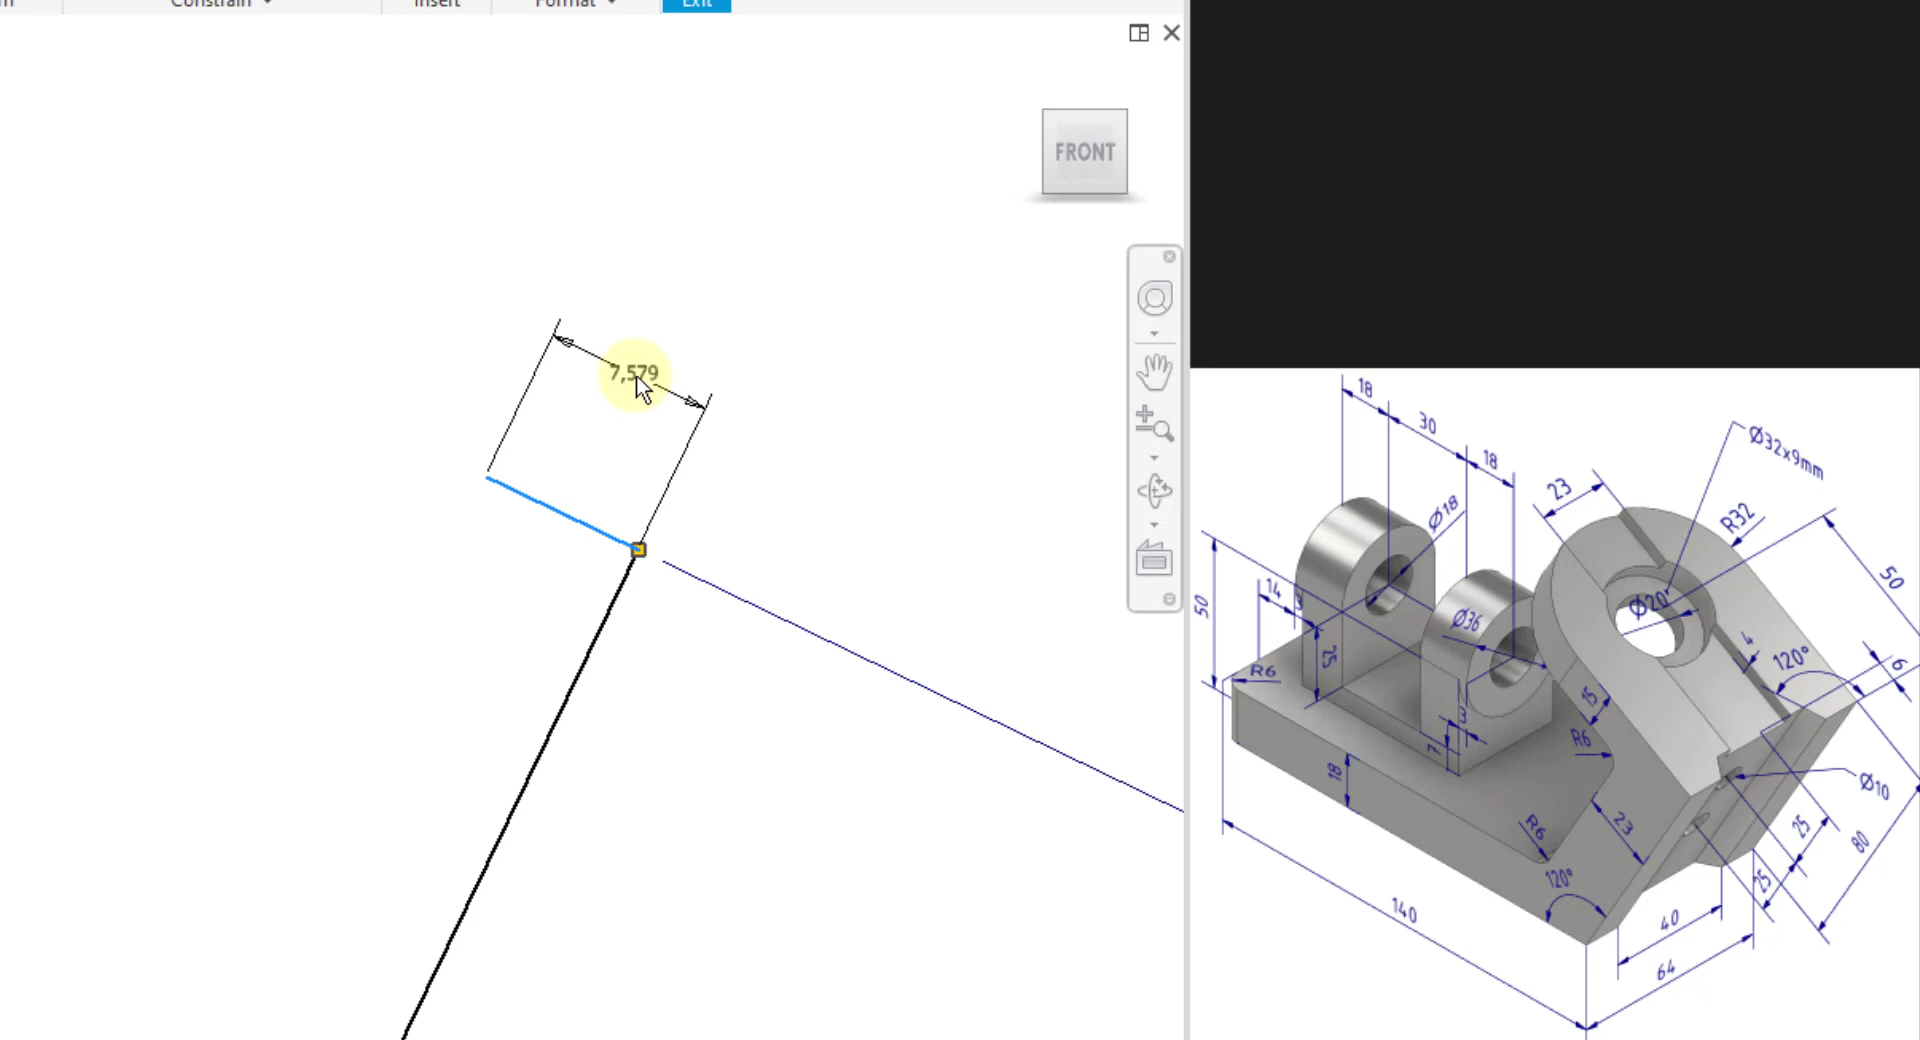 Constrain
Insert
Format
Exit
FRONT
7,579
18
30
18
Ø32x9mm
23
Ø18
R32
50
50
14
3
Ø36
Ø20
4
120°
6
25
R6
15
3
R6
7
18
Ø10
23
R6
25
80
120°
25
140
40
64